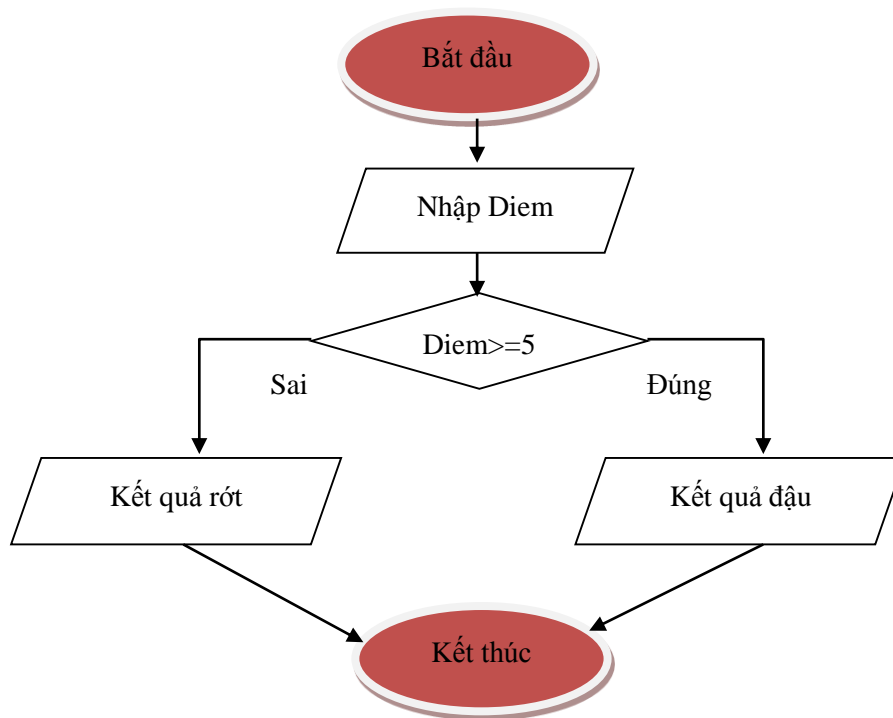 Bắt đầu
Nhập Diem
Diem>=5
Sai
Đúng
Kết quả rớt
Kết quả đậu
Kết thúc